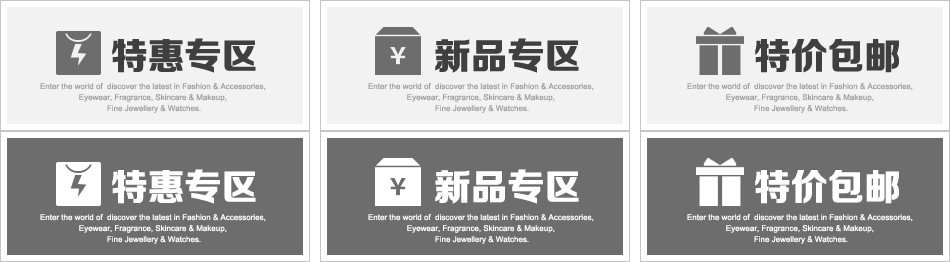 特惠专区
Enter the world of discover the latest in Fashion & Accessories,
Eyewear, Fragrance, Skincare & Makeup,
Fine Jewellery & Watches.
¥
新品专区
Enter the world of discover the latest in Fashion & Accessories,
Eyewear, Fragrance, Skincare & Makeup,
Fine Jewellery & Watches.
特价包邮
Enter the world of discover the latest in Fashion & Accessories,
Eyewear, Fragrance, Skincare & Makeup,
Fine Jewellery & Watches.
特惠专区
Enter the world of discover the latest in Fashion & Accessories,
Eyewear, Fragrance, Skincare & Makeup,
Fine Jewellery & Watches.
¥
新品专区
Enter the world of discover the latest in Fashion & Accessories,
Eyewear, Fragrance, Skincare & Makeup,
Fine Jewellery & Watches.
特价包邮
Enter the world of discover the latest in Fashion & Accessories,
Eyewear, Fragrance, Skincare & Makeup,
Fine Jewellery & Watches.